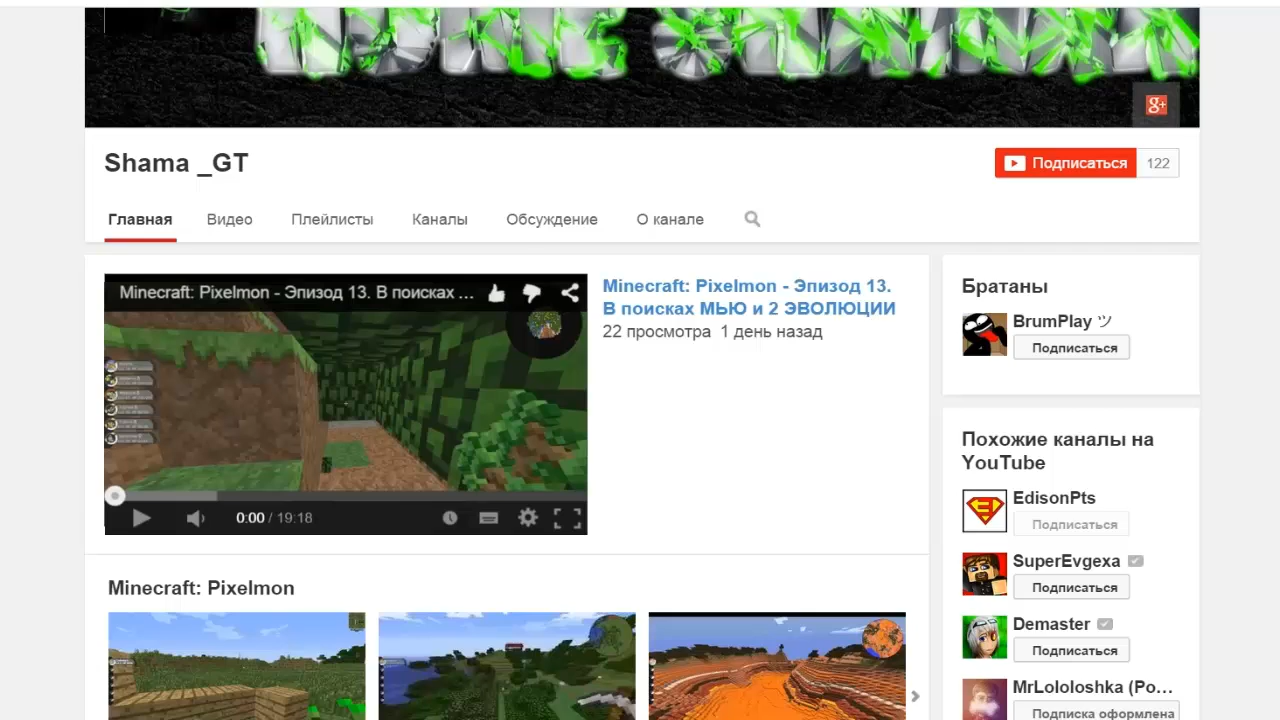 Shama _GT
Подписаться 122
Главная Видео Плейлисты Каналы Обсуждение О канале
Minecraft: Pixelmon - Эпизод 13. В поисках ...
0:00 / 19:18
Minecraft: Pixelmon - Эпизод 13.
В поисках МЬЮ и 2 ЭВОЛЮЦИИ
22 просмотра 1 день назад
Minecraft: Pixelmon
Братаны
BrumPlay ツ
Подписаться
Похожие каналы на
YouTube
EdisonPts
Подписаться
SuperEvgexa
Подписаться
Demaster
Подписаться
MrLololoshka (Ро...
Подписка оформлена